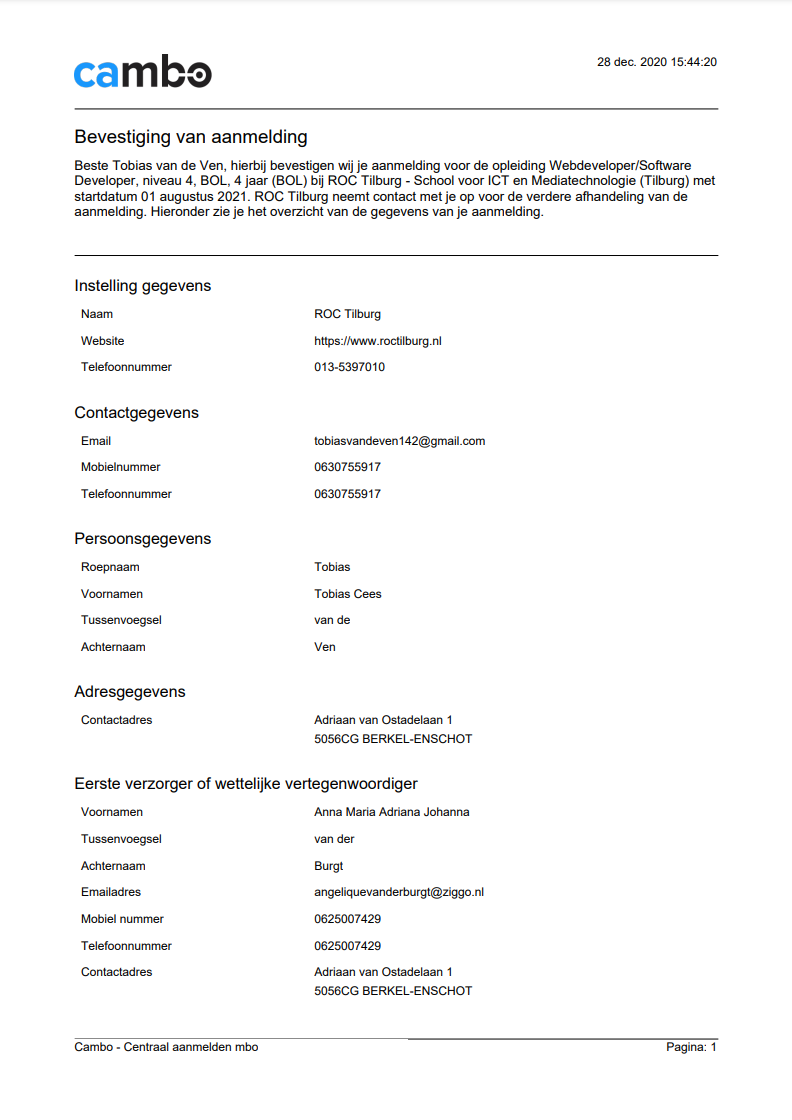 cambo
28 dec. 2020 15:44:20
Bevestiging van aanmelding
Beste Tobias van de Ven, hierbij bevestigen wij je aanmelding voor de opleiding Webdeveloper/Software
Developer, niveau 4, BOL, 4 jaar (BOL) bij ROC Tilburg - School voor ICT en Mediatechnologie (Tilburg) met
startdatum 01 augustus 2021. ROC Tilburg neemt contact met je op voor de verdere afhandeling van de
aanmelding. Hieronder zie je het overzicht van de gegevens van je aanmelding.
Instelling gegevens
Naam ROC Tilburg
Website https://www.roctilburg.nl
Telefoonnummer 013-5397010
Contactgegevens
Email tobiasvandeven142@gmail.com
Mobielnummer 0630755917
Telefoonnummer 0630755917
Persoonsgegevens
Roepnaam Tobias
Voornamen Tobias Cees
Tussenvoegsel van de
Achternaam Ven
Adresgegevens
Contactadres Adriaan van Ostadelaan 1
5056CG BERKEL-ENSCHOT
Eerste verzorger of wettelijke vertegenwoordiger
Voornamen Anna Maria Adriana Johanna
Tussenvoegsel van der
Achternaam Burgt
Emailadres angeliquevanderburgt@ziggo.nl
Mobiel nummer 0625007429
Telefoonnummer 0625007429
Contactadres Adriaan van Ostadelaan 1
5056CG BERKEL-ENSCHOT
Cambo - Centraal aanmelden mbo Pagina: 1